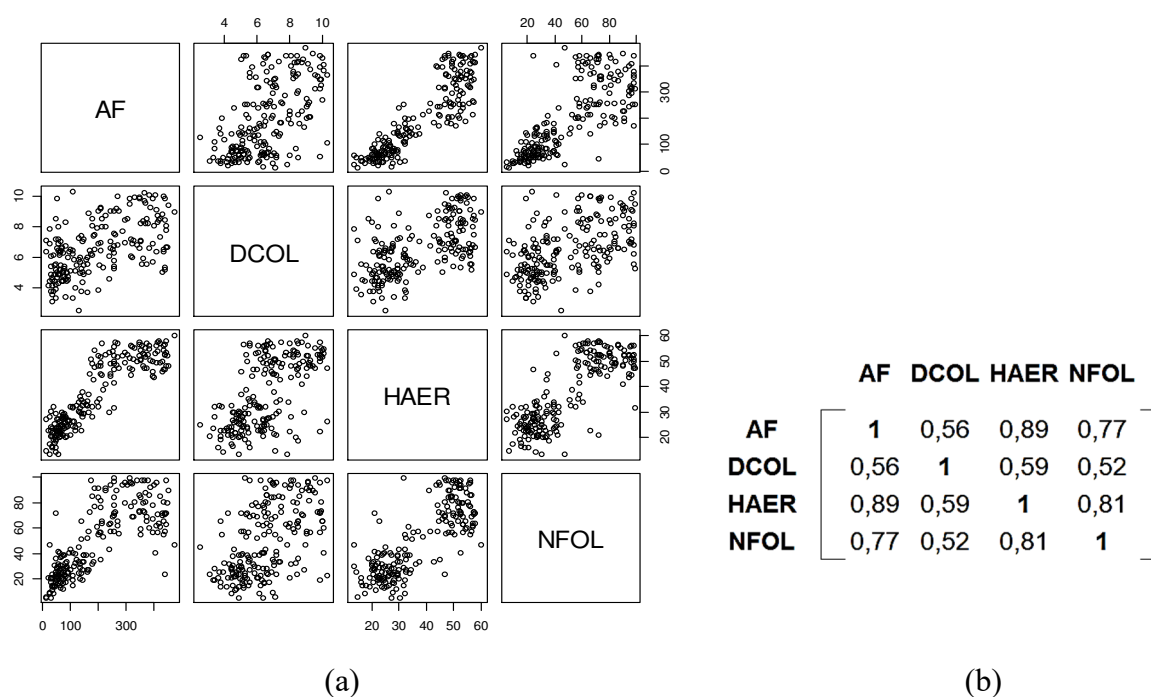 4 6 8 10
20 40 60 80
AF
0 100 300
4 6 8 10
DCOL
HAER
20 30 40 50 60
20 40 60 80
NFOL
0 100 300
20 30 40 50 60
AF DCOL HAER NFOL
AF 1 0,56 0,89 0,77
DCOL 0,56 1 0,59 0,52
HAER 0,89 0,59 1 0,81
NFOL 0,77 0,52 0,81 1
(a) (b)